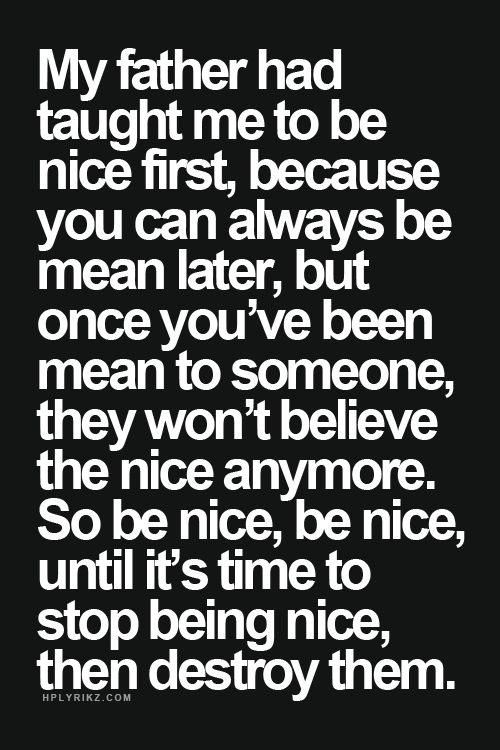 My father had
taught me to be
nice first, because
you can always be
mean later, but
once you've been
mean to someone,
they won't believe
the nice anymore.
So be nice, be nice,
until it's time to
stop being nice,
then destroy them.
HPLYRIKZ.COM